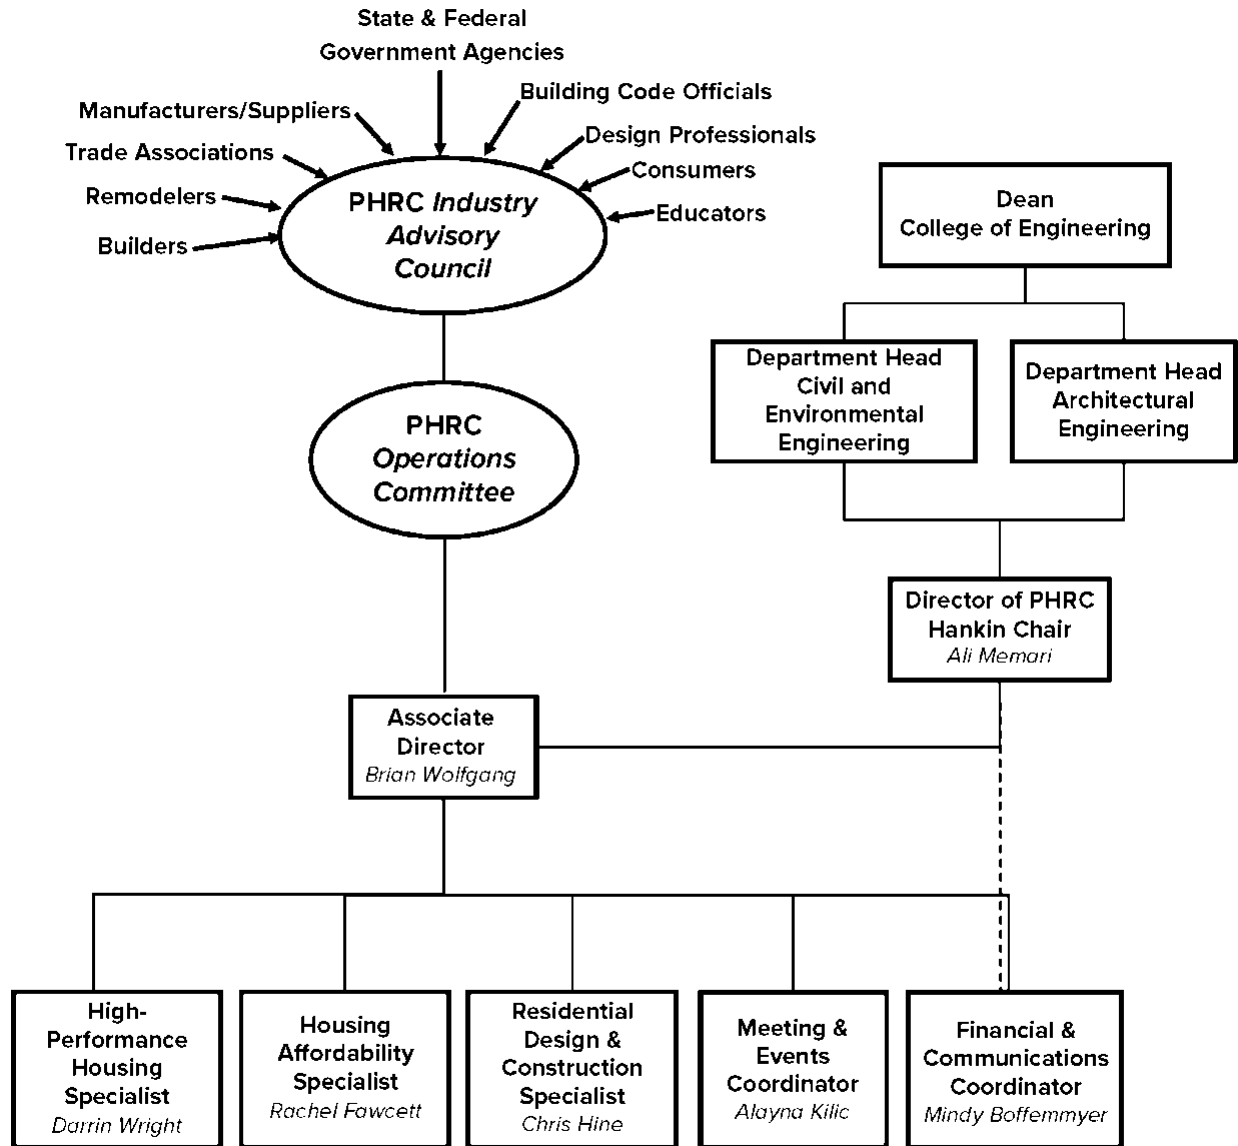 State & Federal
Government Agencies
Manufacturers/Suppliers
Building Code Officials
Trade Associations
Design Professionals
Remodelers
Consumers
Builders
Educators
PHRC Industry
Advisory
Council
Dean
College of Engineering
Department Head
Civil and
Environmental
Engineering
Department Head
Architectural
Engineering
PHRC
Operations
Committee
Director of PHRC
Hankin Chair
Ali Memari
Associate
Director
Brian Wolfgang
High-
Performance
Housing
Specialist
Darrin Wright
Housing
Affordability
Specialist
Rachel Fawcett
Residential
Design &
Construction
Specialist
Chris Hine
Meeting &
Events
Coordinator
Alayna Kilic
Financial &
Communications
Coordinator
Mindy Boffemmyer